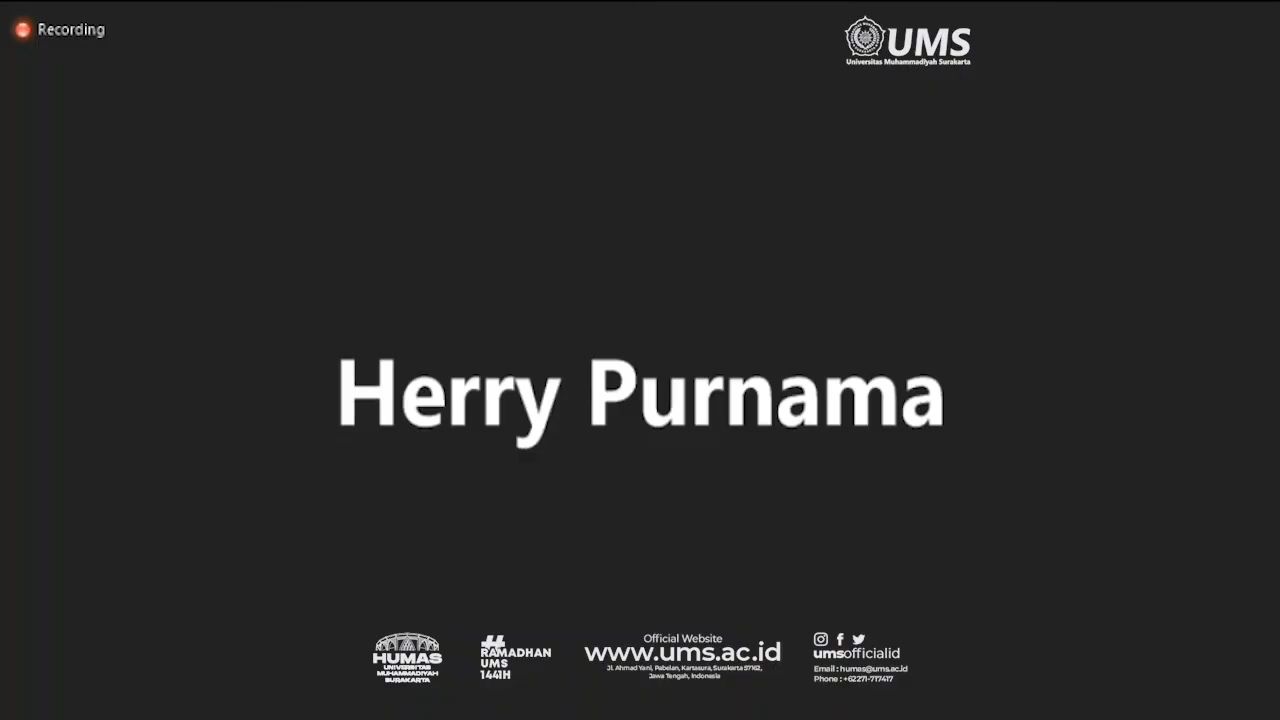 Recording
UMS
Universitas Muhammadiyah Surakarta
Herry Purnama
HUMAS
UNIVERSITAS
MUHAMMADIYAH
SURAKARTA
#
RAMADHAN
UMS
1441H
Official Website
www.ums.ac.id
Jl. Ahmad Yani, Pabelan, Kartasura, Surakarta 57162,
Jawa Tengah, Indonesia
umsofficialid
Email : humas@ums.ac.id
Phone : +62271-717417